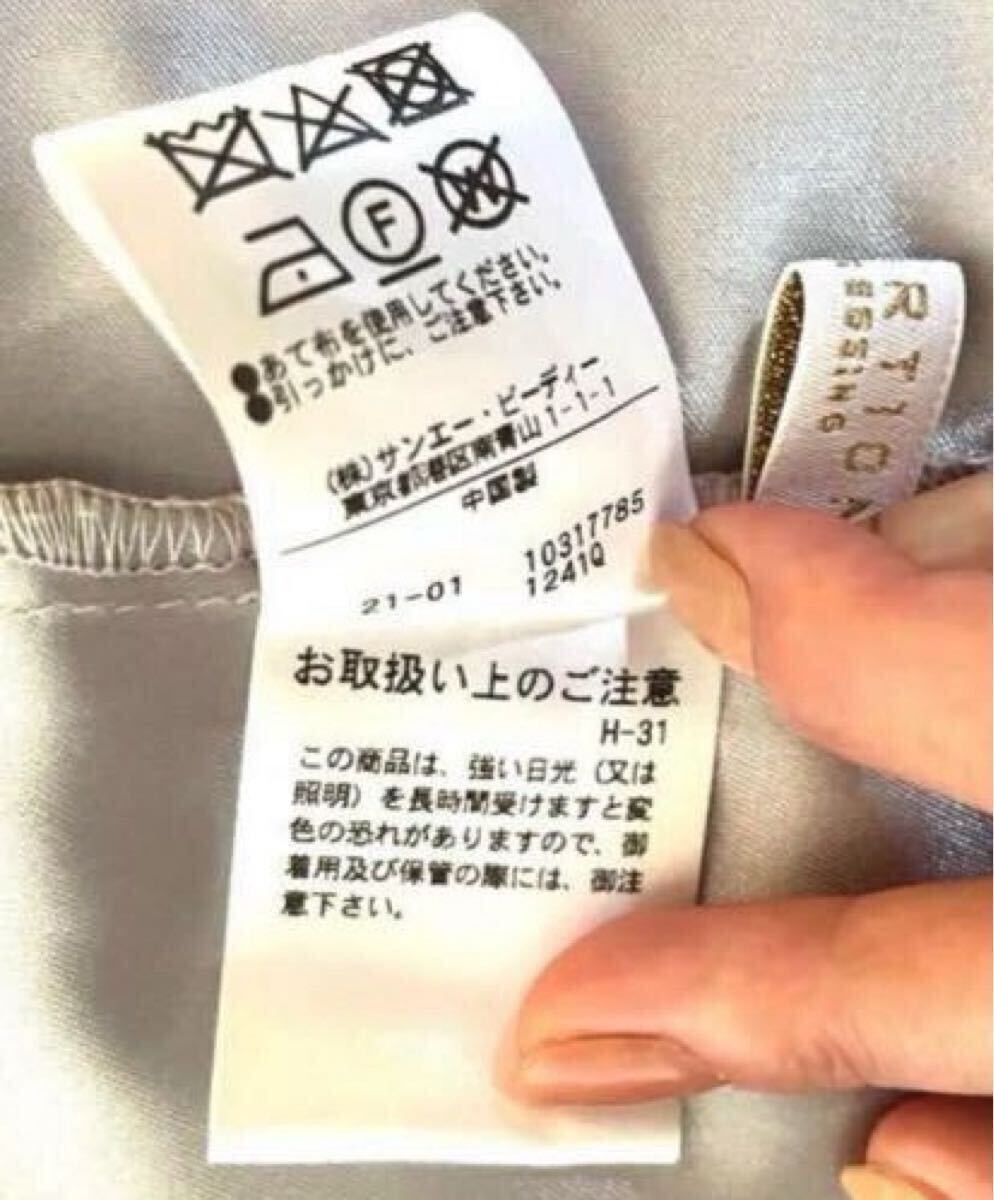 F
W
●あて布を使用してください。
●引っかけに、ご注意下さい。
(株)サンエー・ビーディー
東京都港区南青山1-1-1
中国製
10317785
21-01 1241Q
お取扱い上のご注意
H-31
この商品は、強い日光(又は
照明)を長時間受けますと変
色の恐れがありますので、御
着用及び保管の際には、御注
意下さい。